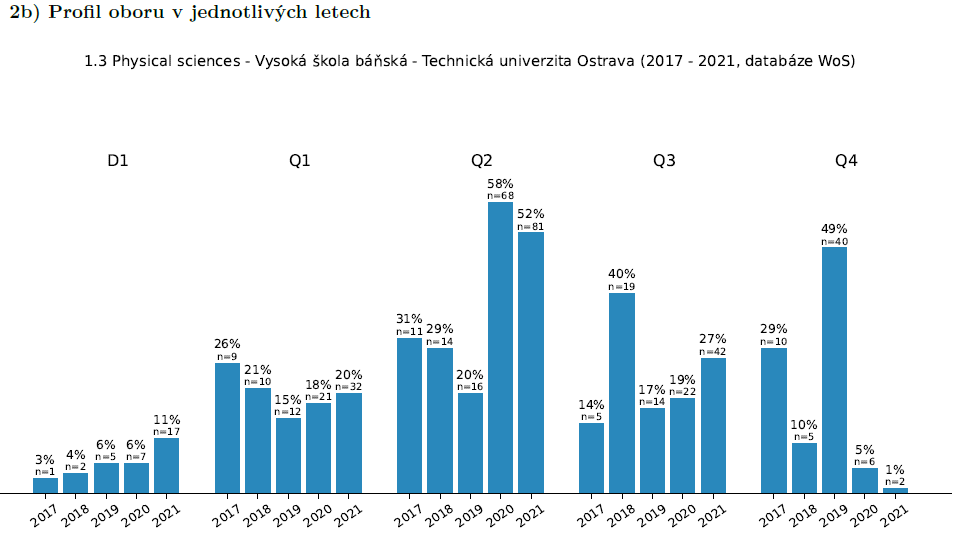 2b) Profil oboru v jednotlivých letech
1.3 Physical sciences - Vysoká škola báňská - Technická univerzita Ostrava (2017 - 2021, databáze WoS)
D1
3%
n=1
4%
n=2
6%
n=5
6%
n=7
11%
n=17
2017 2018 2019 2020 2021
Q1
26%
n=9
21%
n=10
15%
n=12
18%
n=21
20%
n=32
2017 2018 2019 2020 2021
Q2
31%
n=11
29%
n=14
20%
n=16
58%
n=68
52%
n=81
2017 2018 2019 2020 2021
Q3
14%
n=5
40%
n=19
17%
n=14
19%
n=22
27%
n=42
2017 2018 2019 2020 2021
Q4
29%
n=10
10%
n=5
49%
n=40
5%
n=6
1%
n=2
2017 2018 2019 2020 2021